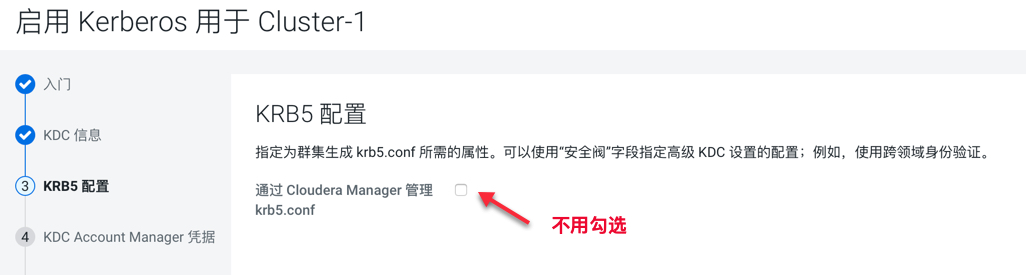 启用 Kerberos 用于 Cluster-1
入门
KDC 信息
3 KRB5 配置
4 KDC Account Manager 凭据
KRB5 配置
指定为群集生成 krb5.conf 所需的属性。可以使用“安全阀”字段指定高级 KDC 设置的配置；例如，使用跨领域身份验证。
通过 Cloudera Manager 管理
krb5.conf
不用勾选